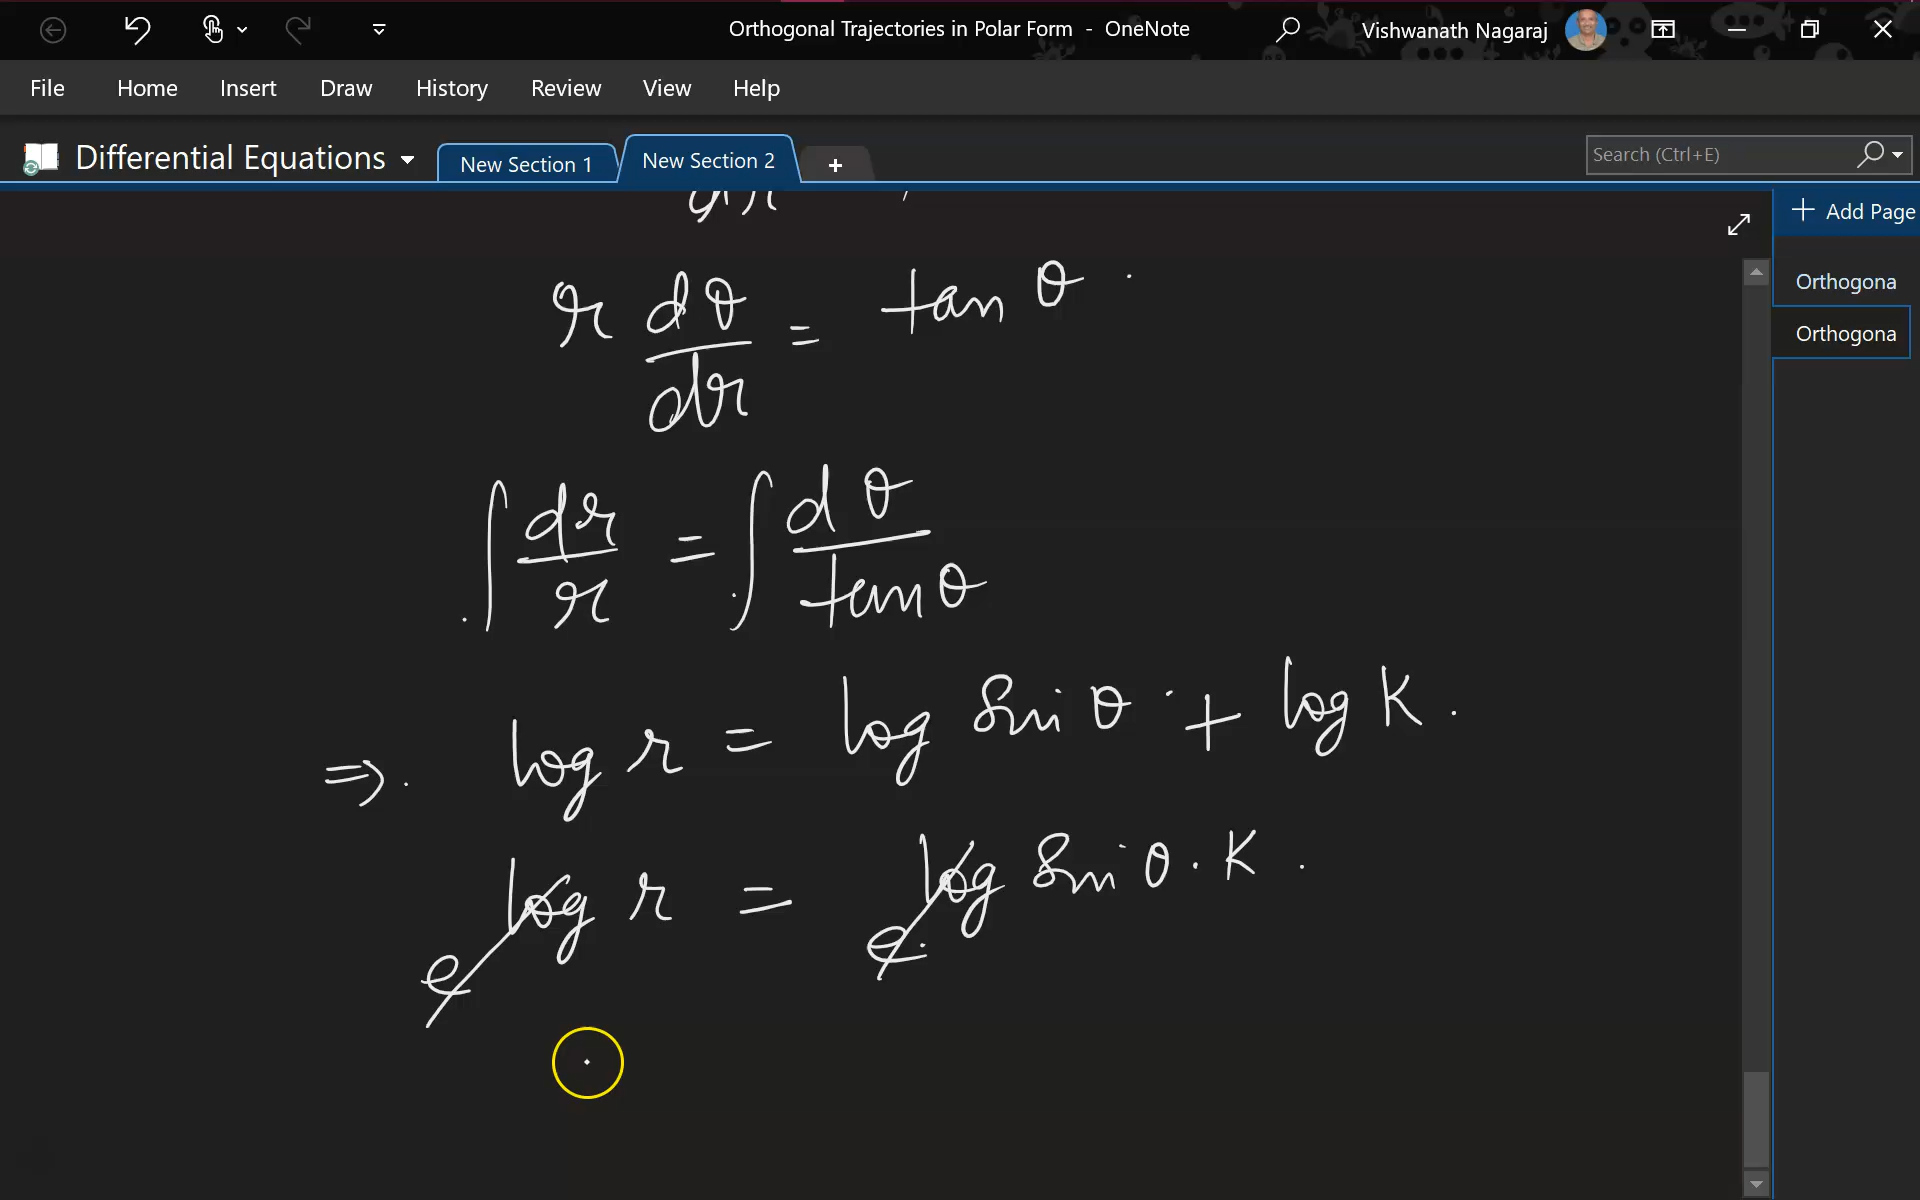 Orthogonal Trajectories in Polar Form - OneNote
Vishwanath Nagaraj
File Home Insert Draw History Review View Help
Differential Equations
New Section 1
New Section 2
+
Search (Ctrl+E)
+ Add Page
Orthogona
Orthogona
r dθ/dr = tan θ .
∫ dr/r = ∫ dθ/tan θ
⇒ . log r = log Sin θ + log K .
e^log r = e^log Sin θ . K .